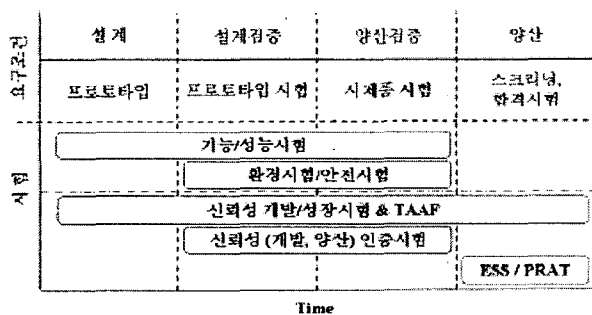 설계 설계검증 양산검증 양산
요구조건
프로토타입 프로토타입 시험 시제품 시험 스크리닝,
합격시험
시험
기능/성능시험
환경시험/안전시험
신뢰성 개발/성장시험 & TAAF
신뢰성 (개발, 양산) 인증시험
ESS / PRAT
Time